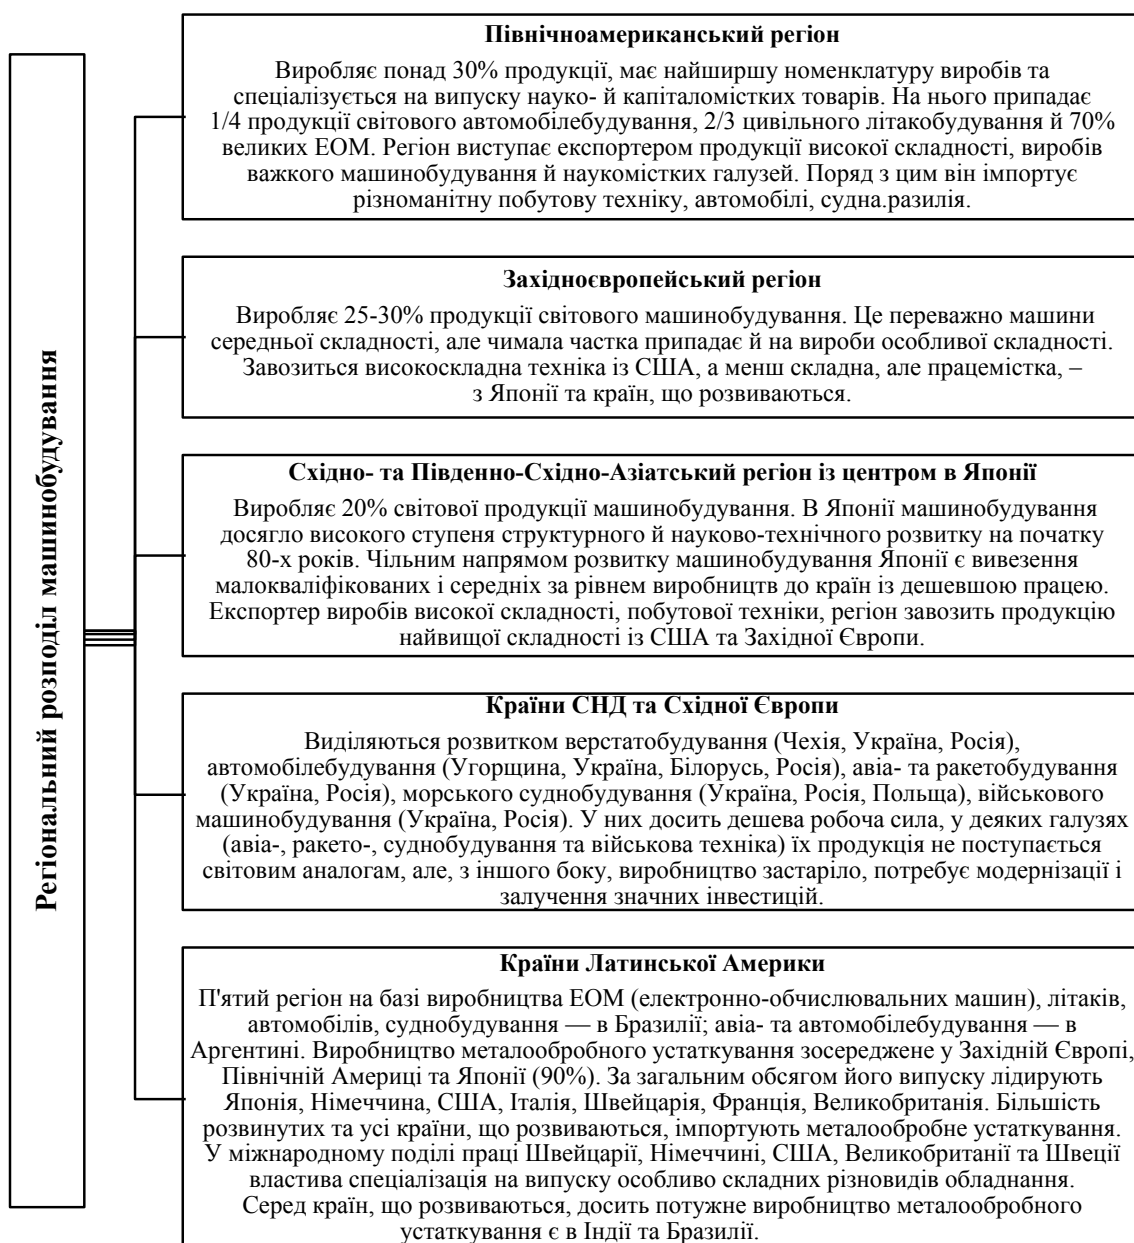 Регіональний розподіл машинобудування
Північноамериканський регіон
Виробляє понад 30% продукції, має найширшу номенклатуру виробів та
спеціалізується на випуску науко- й капіталомістких товарів. На нього припадає
1/4 продукції світового автомобілебудування, 2/3 цивільного літакобудування й 70%
великих ЕОМ. Регіон виступає експортером продукції високої складності, виробів
важкого машинобудування й наукомістких галузей. Поряд з цим він імпортує
різноманітну побутову техніку, автомобілі, судна.разилія.
Західноєвропейський регіон
Виробляє 25-30% продукції світового машинобудування. Це переважно машини
середньої складності, але чимала частка припадає й на вироби особливої складності.
Завозиться високоскладна техніка із США, а менш складна, але працемістка, –
з Японії та країн, що розвиваються.
Східно- та Південно-Східно-Азіатський регіон із центром в Японії
Виробляє 20% світової продукції машинобудування. В Японії машинобудування
досягло високого ступеня структурного й науково-технічного розвитку на початку
80-х років. Чільним напрямом розвитку машинобудування Японії є вивезення
малокваліфікованих і середніх за рівнем виробництв до країн із дешевшою працею.
Експортер виробів високої складності, побутової техніки, регіон завозить продукцію
найвищої складності із США та Західної Європи.
Країни СНД та Східної Європи
Виділяються розвитком верстатобудування (Чехія, Україна, Росія),
автомобілебудування (Угорщина, Україна, Білорусь, Росія), авіа- та ракетобудування
(Україна, Росія), морського суднобудування (Україна, Росія, Польща), військового
машинобудування (Україна, Росія). У них досить дешева робоча сила, у деяких галузях
(авіа-, ракето-, суднобудування та військова техніка) їх продукція не поступається
світовим аналогам, але, з іншого боку, виробництво застаріло, потребує модернізації і
залучення значних інвестицій.
Країни Латинської Америки
П'ятий регіон на базі виробництва ЕОМ (електронно-обчислювальних машин), літаків,
автомобілів, суднобудування — в Бразилії; авіа- та автомобілебудування — в
Аргентині. Виробництво металообробного устаткування зосереджене у Західній Європі,
Північній Америці та Японії (90%). За загальним обсягом його випуску лідирують
Японія, Німеччина, США, Італія, Швейцарія, Франція, Великобританія. Більшість
розвинутих та усі країни, що розвиваються, імпортують металообробне устаткування.
У міжнародному поділі праці Швейцарії, Німеччині, США, Великобританії та Швеції
властива спеціалізація на випуску особливо складних різновидів обладнання.
Серед країн, що розвиваються, досить потужне виробництво металообробного
устаткування є в Індії та Бразилії.